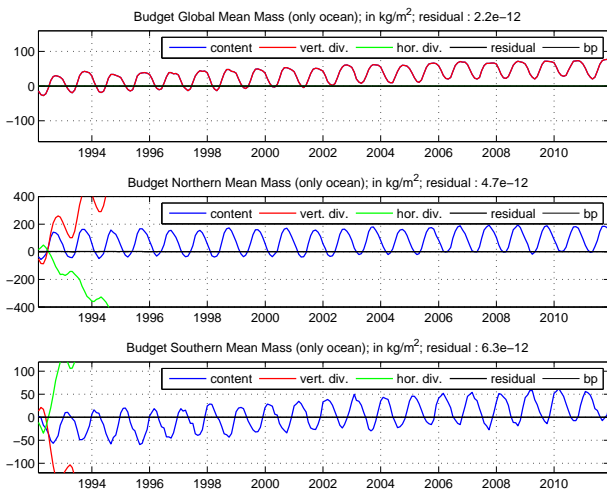 Budget Global Mean Mass (only ocean); in kg/m²; residual : 2.2e−12
content vert. div. hor. div. residual bp
100
0
−100
1994 1996 1998 2000 2002 2004 2006 2008 2010
Budget Northern Mean Mass (only ocean); in kg/m²; residual : 4.7e−12
400
content vert. div. hor. div. residual bp
200
0
−200
−400
1994 1996 1998 2000 2002 2004 2006 2008 2010
Budget Southern Mean Mass (only ocean); in kg/m²; residual : 6.3e−12
100
content vert. div. hor. div. residual bp
50
0
−50
−100
1994 1996 1998 2000 2002 2004 2006 2008 2010